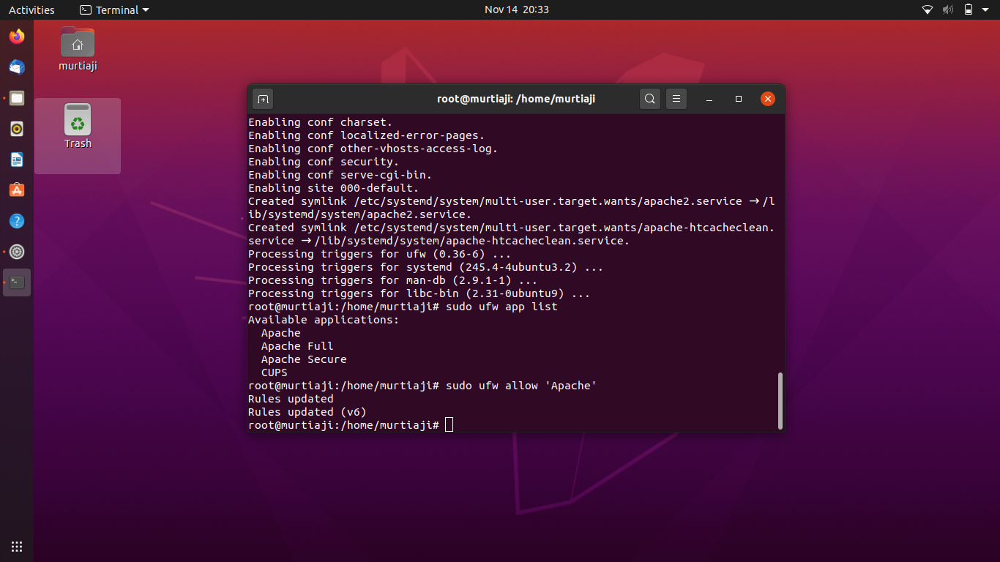 Activities
Terminal
Nov 14 20:33
murtiaji
Trash
root@murtiaji: /home/murtiaji
Enabling conf charset.
Enabling conf localized-error-pages.
Enabling conf other-vhosts-access-log.
Enabling conf security.
Enabling conf serve-cgi-bin.
Enabling site 000-default.
Created symlink /etc/systemd/system/multi-user.target.wants/apache2.service → /l
ib/systemd/system/apache2.service.
Created symlink /etc/systemd/system/multi-user.target.wants/apache-htcacheclean.
service → /lib/systemd/system/apache-htcacheclean.service.
Processing triggers for ufw (0.36-6) ...
Processing triggers for systemd (245.4-4ubuntu3.2) ...
Processing triggers for man-db (2.9.1-1) ...
Processing triggers for libc-bin (2.31-0ubuntu9) ...
root@murtiaji:/home/murtiaji# sudo ufw app list
Available applications:
  Apache
  Apache Full
  Apache Secure
  CUPS
root@murtiaji:/home/murtiaji# sudo ufw allow 'Apache'
Rules updated
Rules updated (v6)
root@murtiaji:/home/murtiaji#